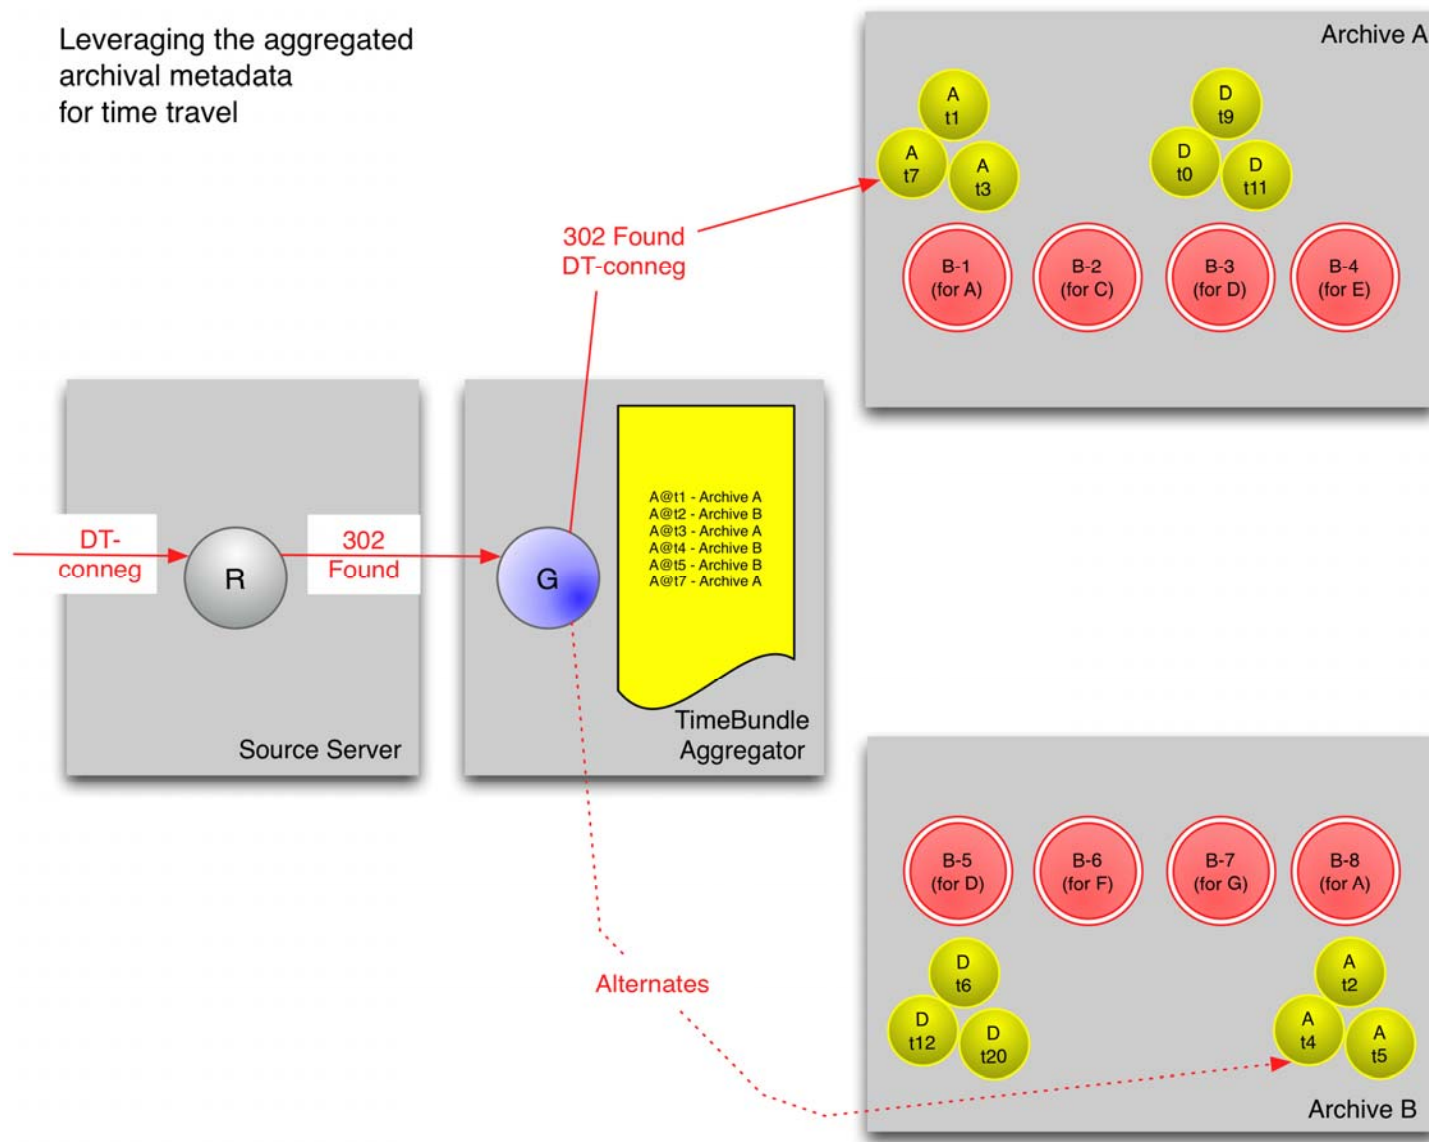 Leveraging the aggregated
archival metadata
for time travel
Archive A
A
t1
A
t7
A
t3
D
t9
D
t0
D
t11
B-1
(for A)
B-2
(for C)
B-3
(for D)
B-4
(for E)
302 Found
DT-conneg
DT-
conneg
R
302
Found
Source Server
G
A@t1 - Archive A
A@t2 - Archive B
A@t3 - Archive A
A@t4 - Archive B
A@t5 - Archive B
A@t7 - Archive A
TimeBundle
Aggregator
Alternates
B-5
(for D)
B-6
(for F)
B-7
(for G)
B-8
(for A)
D
t6
D
t12
D
t20
A
t2
A
t4
A
t5
Archive B